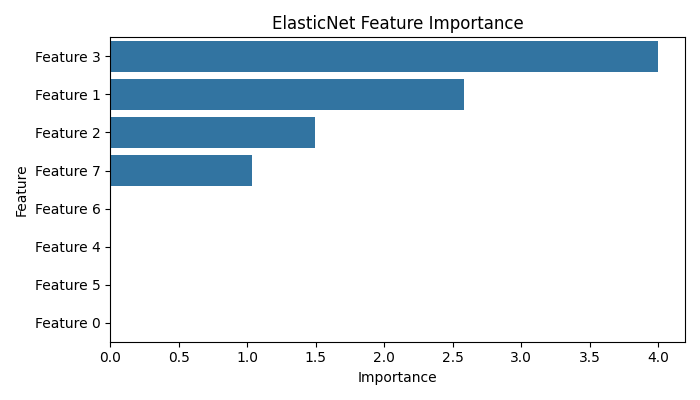 ElasticNet Feature Importance
Feature 3
Feature 1
Feature 2
Feature 7
Feature 6
Feature 4
Feature 5
Feature 0
Feature
0.0 0.5 1.0 1.5 2.0 2.5 3.0 3.5 4.0
Importance